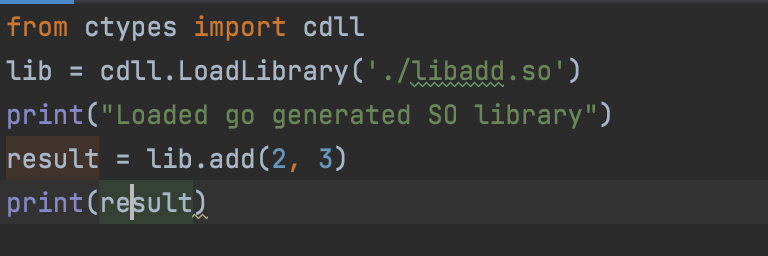 from ctypes import cdll
lib = cdll.LoadLibrary('./libadd.so')
print("Loaded go generated SO library")
result = lib.add(2, 3)
print(result)